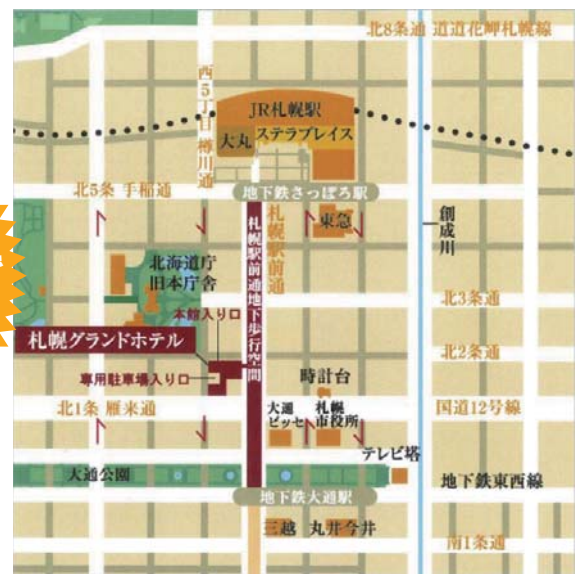 北8条通 道道花岬札幌線
西5丁目 樽川通
JR札幌駅
大丸
ステラプレイス
北5条 手稲通
地下鉄さっぽろ駅
札幌駅前通
東急
創成川
札幌駅前通地下歩行空間
北海道庁
旧本庁舎
北3条通
本館入り口
札幌グランドホテル
北2条通
専用駐車場入り口
時計台
北1条 雁来通
大通
ビッセ
札幌
市役所
国道12号線
テレビ塔
大通公園
地下鉄東西線
地下鉄大通駅
三越
丸井今井
南1条通